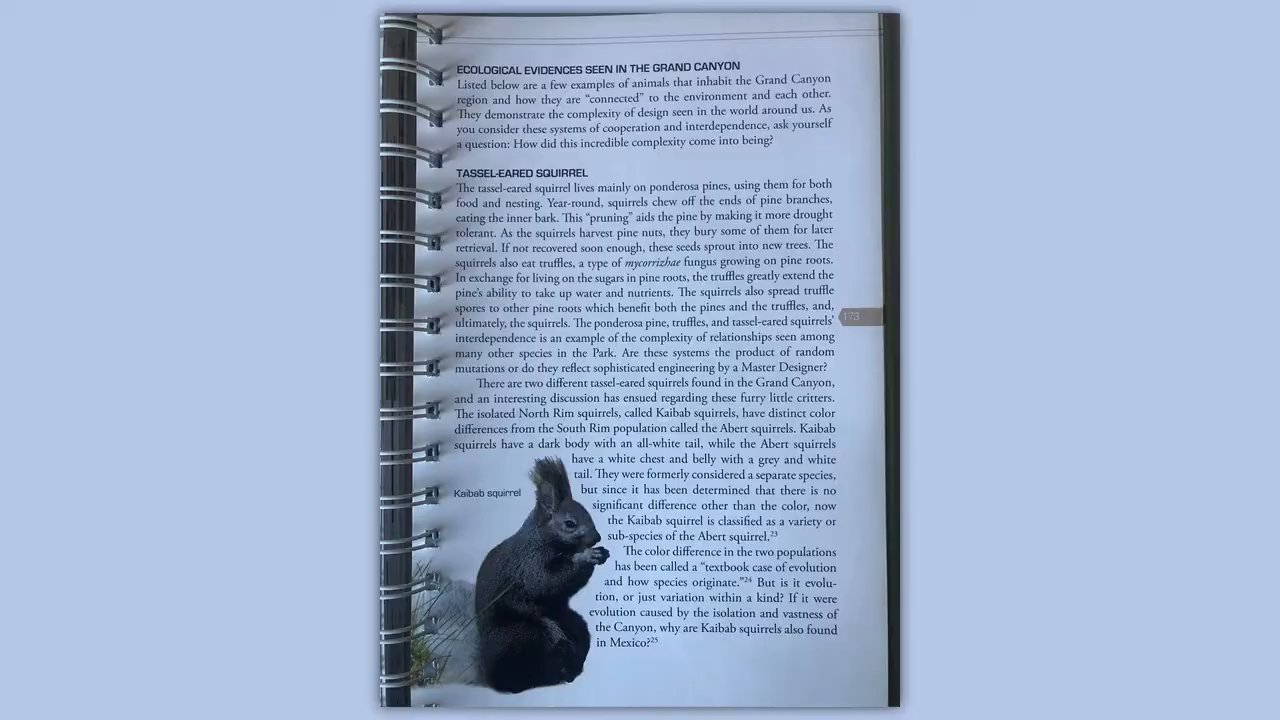 ECOLOGICAL EVIDENCES SEEN IN THE GRAND CANYON
Listed below are a few examples of animals that inhabit the Grand Canyon
region and how they are “connected” to the environment and each other.
They demonstrate the complexity of design seen in the world around us. As
you consider these systems of cooperation and interdependence, ask yourself
a question: How did this incredible complexity come into being?
TASSEL-EARED SQUIRREL
The tassel-eared squirrel lives mainly on ponderosa pines, using them for both
food and nesting. Year-round, squirrels chew off the ends of pine branches,
eating the inner bark. This “pruning” aids the pine by making it more drought
tolerant. As the squirrels harvest pine nuts, they bury some of them for later
retrieval. If not recovered soon enough, these seeds sprout into new trees. The
squirrels also eat truffles, a type of mycorrizhae fungus growing on pine roots.
In exchange for living on the sugars in pine roots, the truffles greatly extend the
pine’s ability to take up water and nutrients. The squirrels also spread truffle
spores to other pine roots which benefit both the pines and the truffles, and,
ultimately, the squirrels. The ponderosa pine, truffles, and tassel-eared squirrels’
interdependence is an example of the complexity of relationships seen among
many other species in the Park. Are these systems the product of random
mutations or do they reflect sophisticated engineering by a Master Designer?
There are two different tassel-eared squirrels found in the Grand Canyon,
and an interesting discussion has ensued regarding these furry little critters.
The isolated North Rim squirrels, called Kaibab squirrels, have distinct color
differences from the South Rim population called the Abert squirrels. Kaibab
squirrels have a dark body with an all-white tail, while the Abert squirrels
have a white chest and belly with a grey and white
tail. They were formerly considered a separate species,
but since it has been determined that there is no
significant difference other than the color, now
the Kaibab squirrel is classified as a variety or
sub-species of the Abert squirrel.23
The color difference in the two populations
has been called a “textbook case of evolution
and how species originate.”24 But is it evolu-
tion, or just variation within a kind? If it were
evolution caused by the isolation and vastness of
the Canyon, why are Kaibab squirrels also found
in Mexico?25
Kaibab squirrel
173